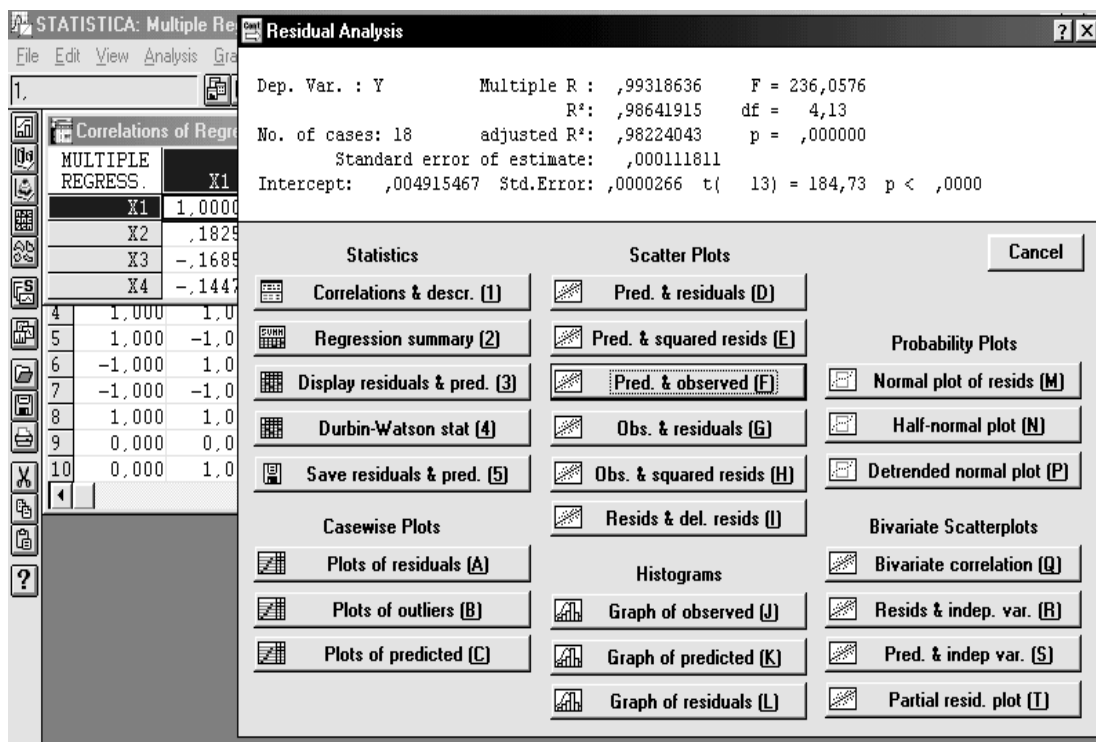 STATISTICA: Multiple Re
File Edit View Analysis Gra
1,
Correlations of Regre
MULTIPLE
REGRESS. X1
X1 1,0000
X2 ,1825
X3 -,1685
X4 -,1447
4 1,000 1,0
5 1,000 -1,0
6 -1,000 1,0
7 -1,000 -1,0
8 1,000 1,0
9 0,000 0,0
10 0,000 1,0
?
Residual Analysis
Dep. Var. : Y Multiple R : ,99318636 F = 236,0576
R²: ,98641915 df = 4,13
No. of cases: 18 adjusted R²: ,98224043 p = ,000000
Standard error of estimate: ,000111811
Intercept: ,004915467 Std.Error: ,0000266 t( 13) = 184,73 p < ,0000
Cancel
Statistics
Correlations & descr. (1)
Regression summary (2)
Display residuals & pred. (3)
Durbin-Watson stat (4)
Save residuals & pred. (5)
Casewise Plots
Plots of residuals (A)
Plots of outliers (B)
Plots of predicted (C)
Scatter Plots
Pred. & residuals (D)
Pred. & squared resids (E)
Pred. & observed (F)
Obs. & residuals (G)
Obs. & squared resids (H)
Resids & del. resids (I)
Histograms
Graph of observed (J)
Graph of predicted (K)
Graph of residuals (L)
Probability Plots
Normal plot of resids (M)
Half-normal plot (N)
Detrended normal plot (P)
Bivariate Scatterplots
Bivariate correlation (Q)
Resids & indep. var. (R)
Pred. & indep var. (S)
Partial resid. plot (T)